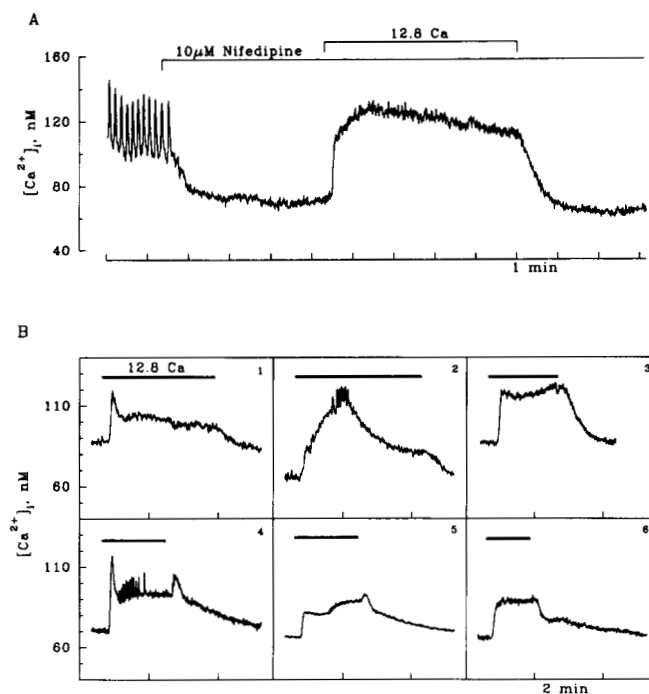 A
12.8 Ca
10μM Nifedipine
160
120
80
40
[Ca²⁺]ᵢ, nM
1 min
B
12.8 Ca
1
2
3
110
60
4
5
6
110
60
[Ca²⁺]ᵢ, nM
2 min